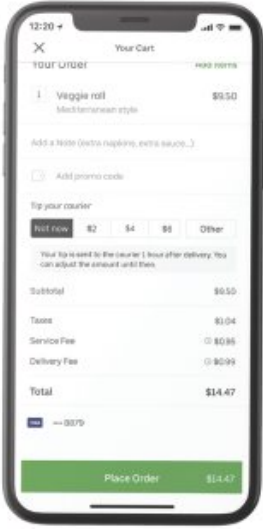 12:20
Your Cart
Your Order Add items
1 Veggie roll $9.50
Mediterranean style
Add a Note (extra napkins, extra sauce...)
Add promo code
Tip your courier
Not now $2 $4 $6 Other
Your tip is sent to the courier 1 hour after delivery. You
can adjust the amount until then.
Subtotal $9.50
Taxes $1.04
Service Fee
Delivery Fee $0.99
Total $14.47
Place Order $14.47